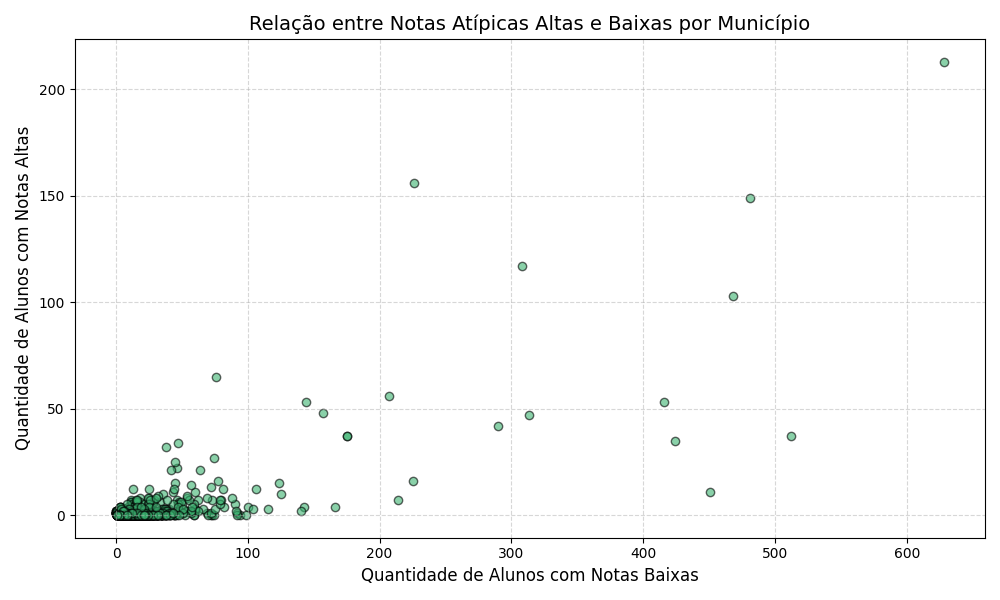 Relação entre Notas Atípicas Altas e Baixas por Município
Quantidade de Alunos com Notas Altas
200
150
100
50
0
0 100 200 300 400 500 600
Quantidade de Alunos com Notas Baixas